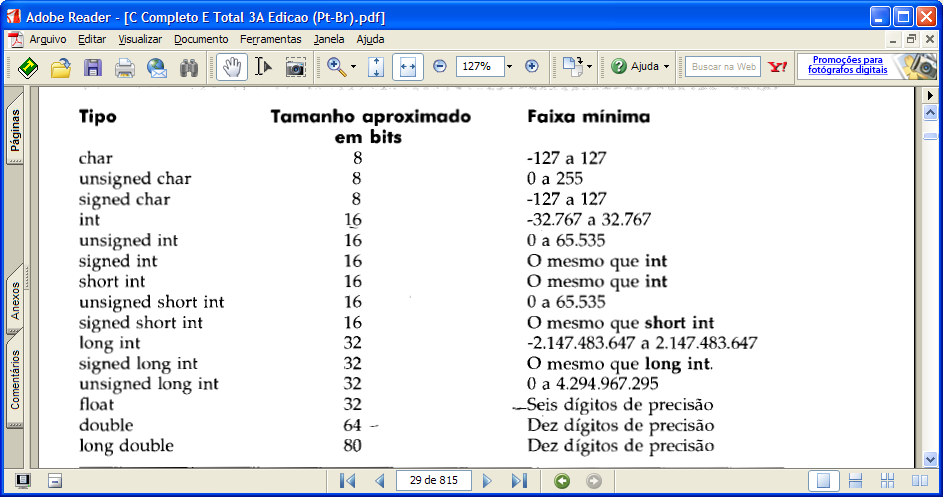 Adobe Reader - [C Completo E Total 3A Edicao (Pt-Br).pdf]
Arquivo Editar Visualizar Documento Ferramentas Janela Ajuda
127% Ajuda Buscar na Web Y! Promoções para
fotógrafos digitais
Páginas
Anexos
Comentários
Tipo Tamanho aproximado Faixa mínima
em bits
char 8 -127 a 127
unsigned char 8 0 a 255
signed char 8 -127 a 127
int 16 -32.767 a 32.767
unsigned int 16 0 a 65.535
signed int 16 O mesmo que int
short int 16 O mesmo que int
unsigned short int 16 0 a 65.535
signed short int 16 O mesmo que short int
long int 32 -2.147.483.647 a 2.147.483.647
signed long int 32 O mesmo que long int.
unsigned long int 32 0 a 4.294.967.295
float 32 Seis dígitos de precisão
double 64 Dez dígitos de precisão
long double 80 Dez dígitos de precisão
29 de 815